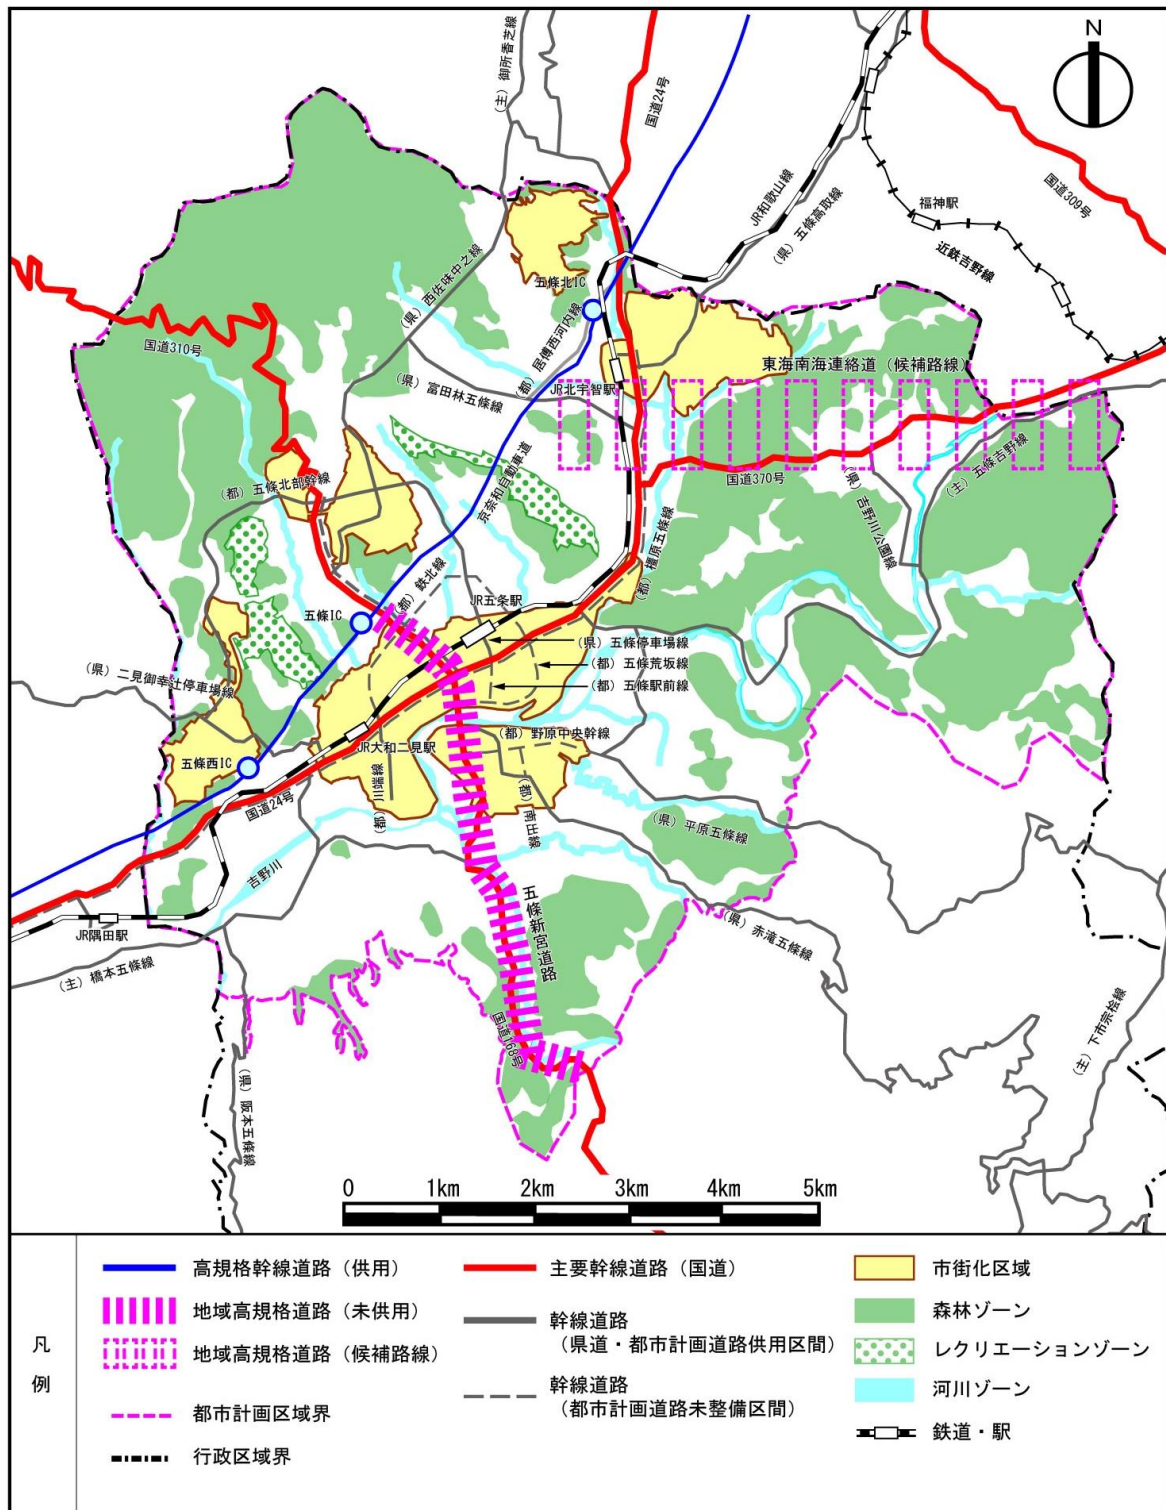 N
(主) 御所香芝線
国道24号
国道309号
JR和歌山線
(県) 五條高取線
福神駅
近鉄吉野線
(県) 西佐味中之線
五條北IC
(都) 居傳西河内線
国道310号
東海南海連絡道 (候補路線)
(県) 富田林五條線
JR北宇智駅
京奈和自動車道
国道370号
(主) 五條吉野線
(県) 吉野川公園線
(都) 五條北部幹線
(都) 橿原五條線
(都) 鉄北線
JR五条駅
五條IC
(県) 五條停車場線
(都) 五條荒坂線
(都) 五條駅前線
(県) 二見御幸辻停車場線
(都) 野原中央幹線
JR大和二見駅
五條西IC
国道24号
(都) 川端線
(都) 南出線
(県) 平原五條線
吉野川
五條新宮道路
(県) 赤滝五條線
JR隅田駅
(主) 橋本五條線
国道168号
(主) 下市宗桧線
(県) 阪本五條線
0 1km 2km 3km 4km 5km
凡例
高規格幹線道路 (供用)
地域高規格道路 (未供用)
地域高規格道路 (候補路線)
都市計画区域界
行政区域界
主要幹線道路 (国道)
幹線道路
(県道・都市計画道路供用区間)
幹線道路
(都市計画道路未整備区間)
市街化区域
森林ゾーン
レクリエーションゾーン
河川ゾーン
鉄道・駅